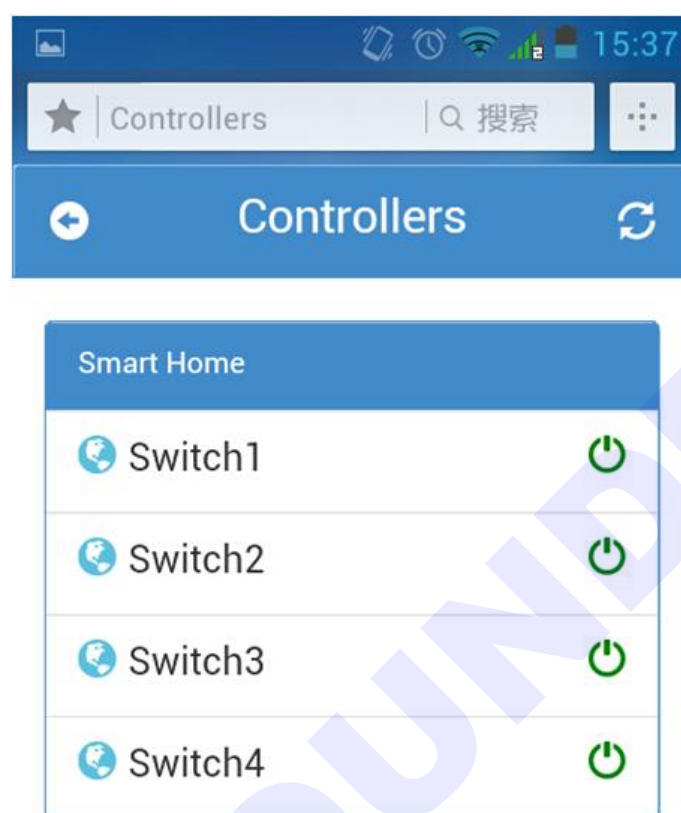 15:37
Controllers 搜索
Controllers
Smart Home
Switch1
Switch2
Switch3
Switch4